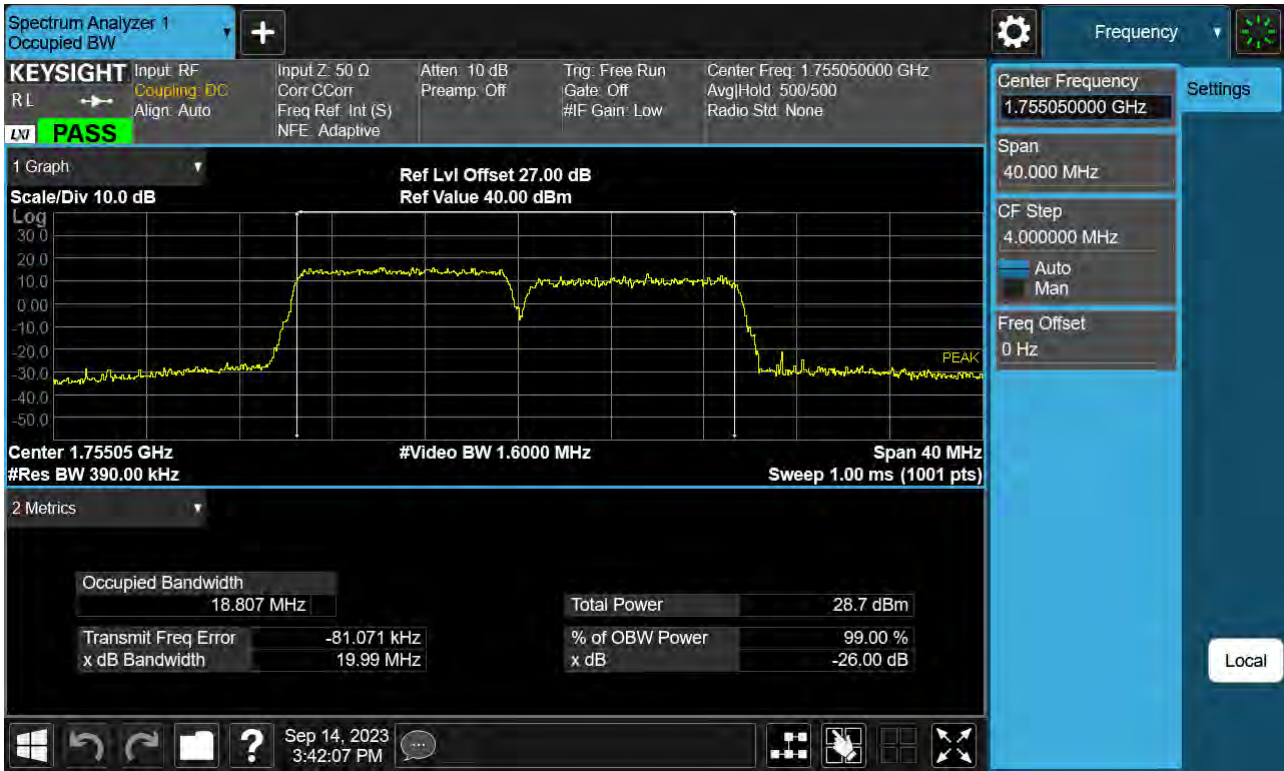 Spectrum Analyzer 1
Occupied BW
+
Frequency
KEYSIGHT
RL
LXI PASS
Input: RF
Coupling: DC
Align: Auto
Input Z: 50 Ω
Corr CCorr
Freq Ref: Int (S)
NFE: Adaptive
Atten: 10 dB
Preamp: Off
Trig: Free Run
Gate: Off
#IF Gain: Low
Center Freq: 1.755050000 GHz
Avg|Hold: 500/500
Radio Std: None
1 Graph
Scale/Div 10.0 dB
Ref Lvl Offset 27.00 dB
Ref Value 40.00 dBm
Log
30.0
20.0
10.0
0.00
-10.0
-20.0
-30.0
-40.0
-50.0
PEAK
Center 1.75505 GHz
#Video BW 1.6000 MHz
Span 40 MHz
#Res BW 390.00 kHz
Sweep 1.00 ms (1001 pts)
2 Metrics
Occupied Bandwidth
18.807 MHz
Transmit Freq Error -81.071 kHz
x dB Bandwidth 19.99 MHz
Total Power 28.7 dBm
% of OBW Power 99.00 %
x dB -26.00 dB
Center Frequency
1.755050000 GHz
Span
40.000 MHz
CF Step
4.000000 MHz
Auto
Man
Freq Offset
0 Hz
Settings
Local
?
Sep 14, 2023
3:42:07 PM